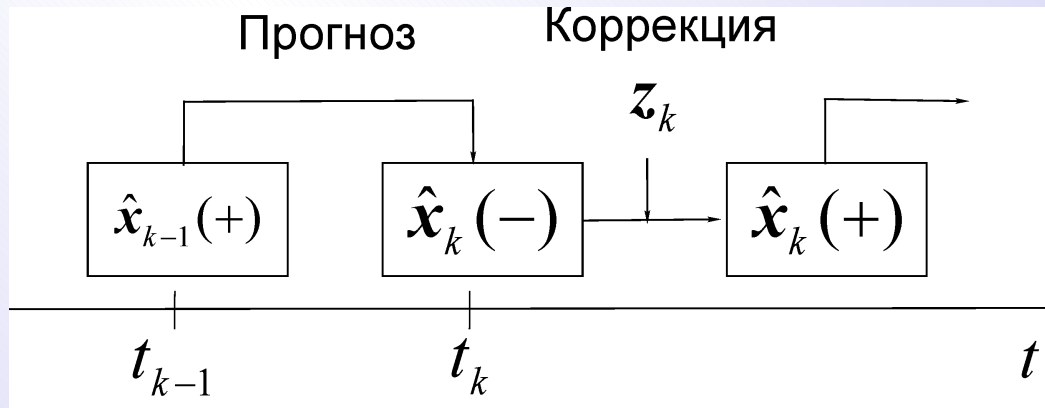 Прогноз Коррекция
z_k
x̂_{k−1}(+) x̂_k(−) x̂_k(+)
t_{k−1} t_k t